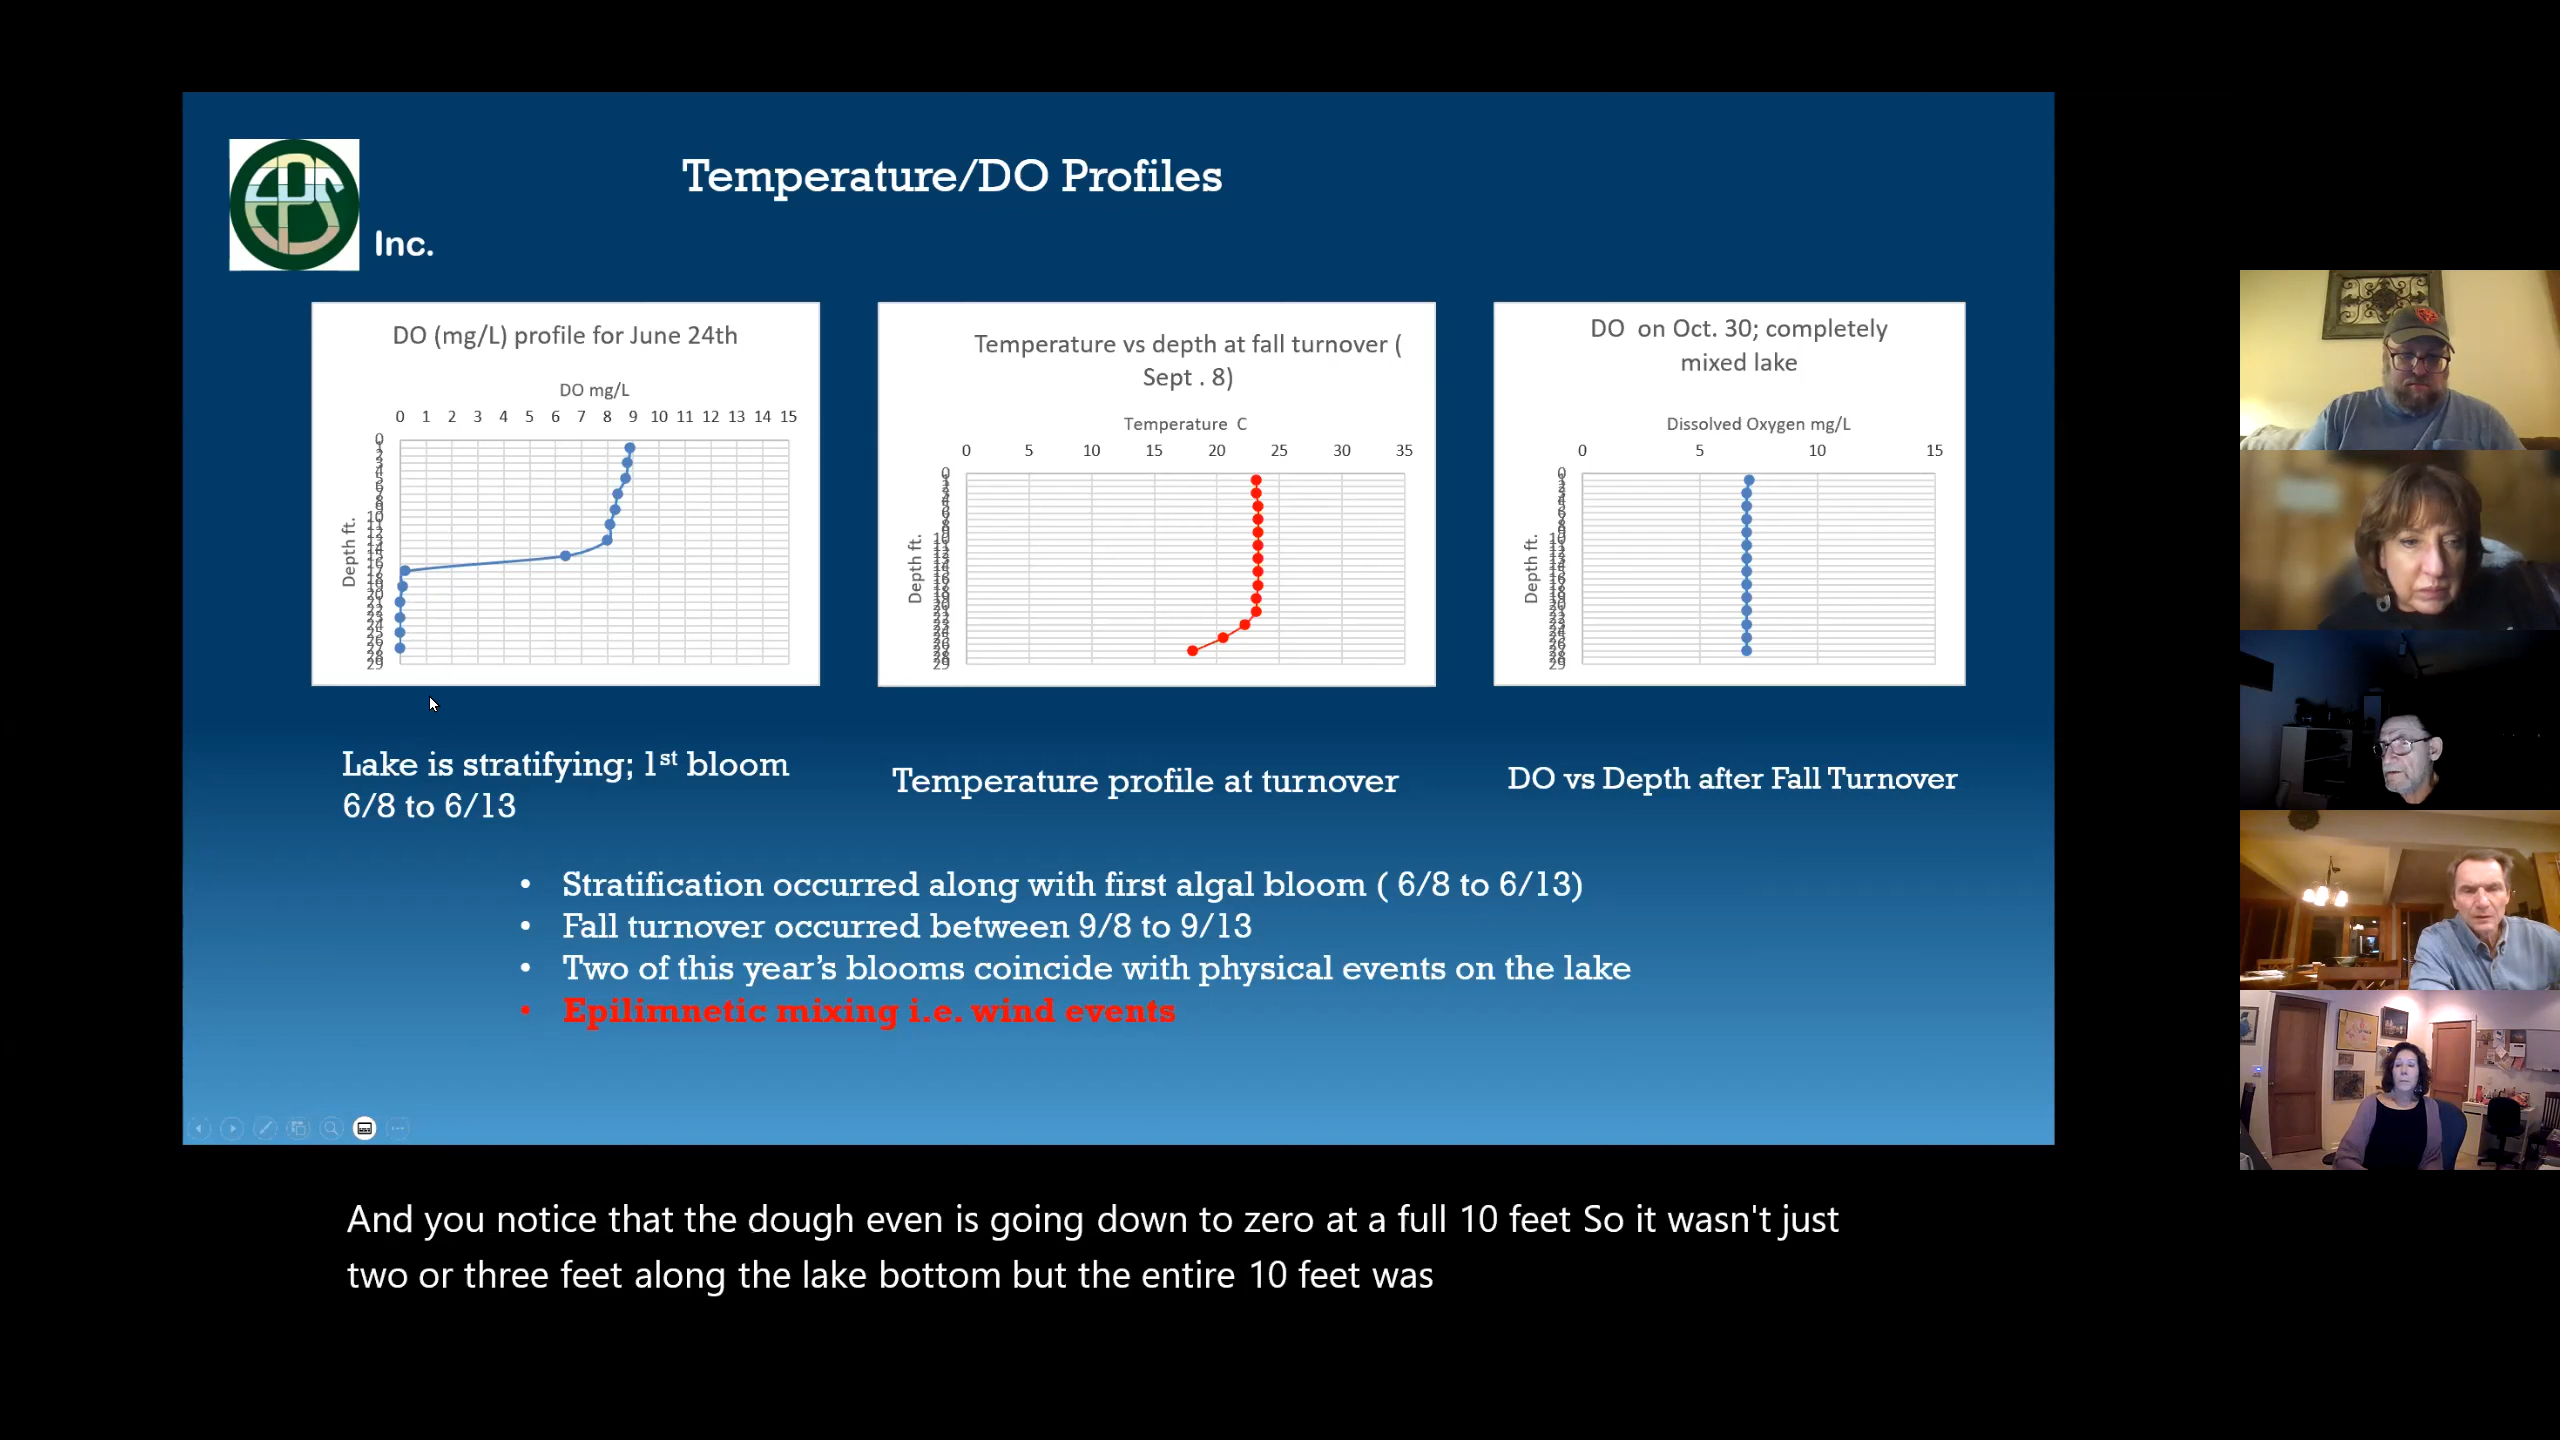 Temperature/DO Profiles
EPS
Inc.
DO (mg/L) profile for June 24th
DO mg/L
0 1 2 3 4 5 6 7 8 9 10 11 12 13 14 15
Depth ft.
Temperature vs depth at fall turnover (
Sept . 8)
Temperature C
0 5 10 15 20 25 30 35
Depth ft.
DO on Oct. 30; completely
mixed lake
Dissolved Oxygen mg/L
0 5 10 15
Depth ft.
Lake is stratifying; 1st bloom
6/8 to 6/13
Temperature profile at turnover
DO vs Depth after Fall Turnover
• Stratification occurred along with first algal bloom ( 6/8 to 6/13)
• Fall turnover occurred between 9/8 to 9/13
• Two of this year’s blooms coincide with physical events on the lake
• Epilimnetic mixing i.e. wind events
And you notice that the dough even is going down to zero at a full 10 feet So it wasn't just
two or three feet along the lake bottom but the entire 10 feet was